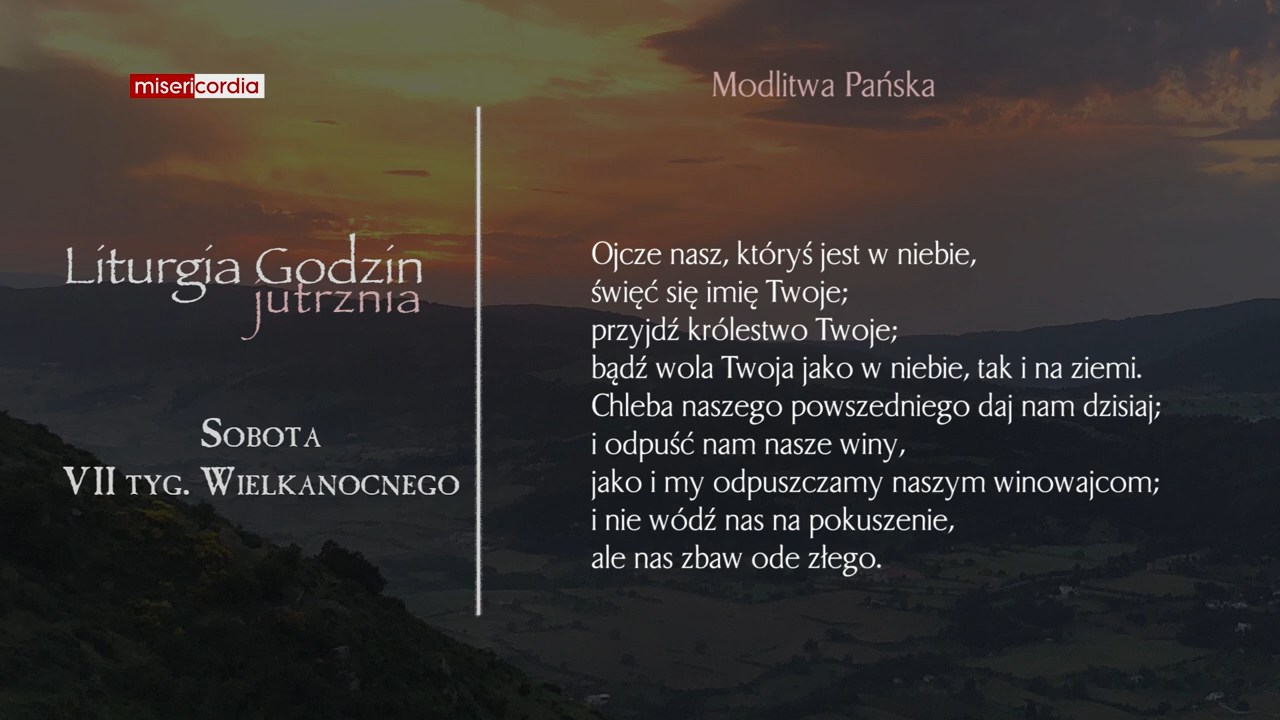 misericordia
Liturgia Godzin
jutrznia
Sobota
VII tyg. Wielkanocnego
Modlitwa Pańska
Ojcze nasz, któryś jest w niebie,
święć się imię Twoje;
przyjdź królestwo Twoje;
bądź wola Twoja jako w niebie, tak i na ziemi.
Chleba naszego powszedniego daj nam dzisiaj;
i odpuść nam nasze winy,
jako i my odpuszczamy naszym winowajcom;
i nie wódź nas na pokuszenie,
ale nas zbaw ode złego.